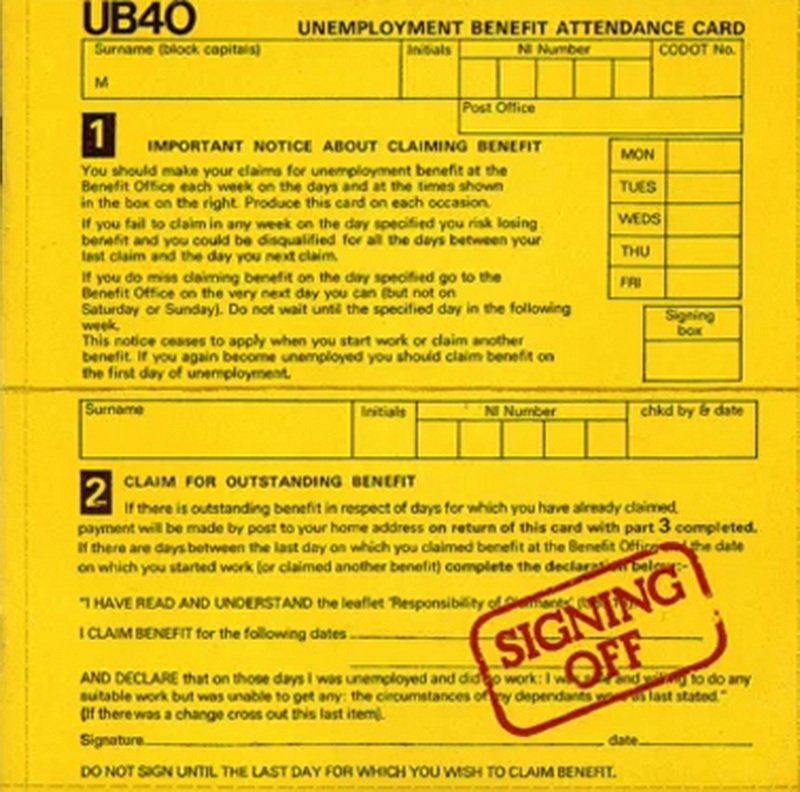 UB40 UNEMPLOYMENT BENEFIT ATTENDANCE CARD
Surname (block capitals) Initials NI Number CODOT No.
M
Post Office
1 IMPORTANT NOTICE ABOUT CLAIMING BENEFIT
You should make your claims for unemployment benefit at the
Benefit Office each week on the days and at the times shown
in the box on the right. Produce this card on each occasion.
If you fail to claim in any week on the day specified you risk losing
benefit and you could be disqualified for all the days between your
last claim and the day you next claim.
If you do miss claiming benefit on the day specified go to the
Benefit Office on the very next day you can (but not on
Saturday or Sunday). Do not wait until the specified day in the following
week.
This notice ceases to apply when you start work or claim another
benefit. If you again become unemployed you should claim benefit on
the first day of unemployment.
MON
TUES
WEDS
THU
FRI
Signing
box
Surname Initials NI Number chkd by & date
2 CLAIM FOR OUTSTANDING BENEFIT
If there is outstanding benefit in respect of days for which you have already claimed,
payment will be made by post to your home address on return of this card with part 3 completed.
If there are days between the last day on which you claimed benefit at the Benefit Office the date
on which you started work (or claimed another benefit) complete the declaration below:-
"I HAVE READ AND UNDERSTAND the leaflet 'Responsibility of Claimants'
I CLAIM BENEFIT for the following dates
AND DECLARE that on those days I was unemployed and did no work: I was and willing to do any
suitable work but was unable to get any: the circumstances of my dependants were as last stated."
(If there was a change cross out this last item).
Signature date
DO NOT SIGN UNTIL THE LAST DAY FOR WHICH YOU WISH TO CLAIM BENEFIT.
SIGNING
OFF